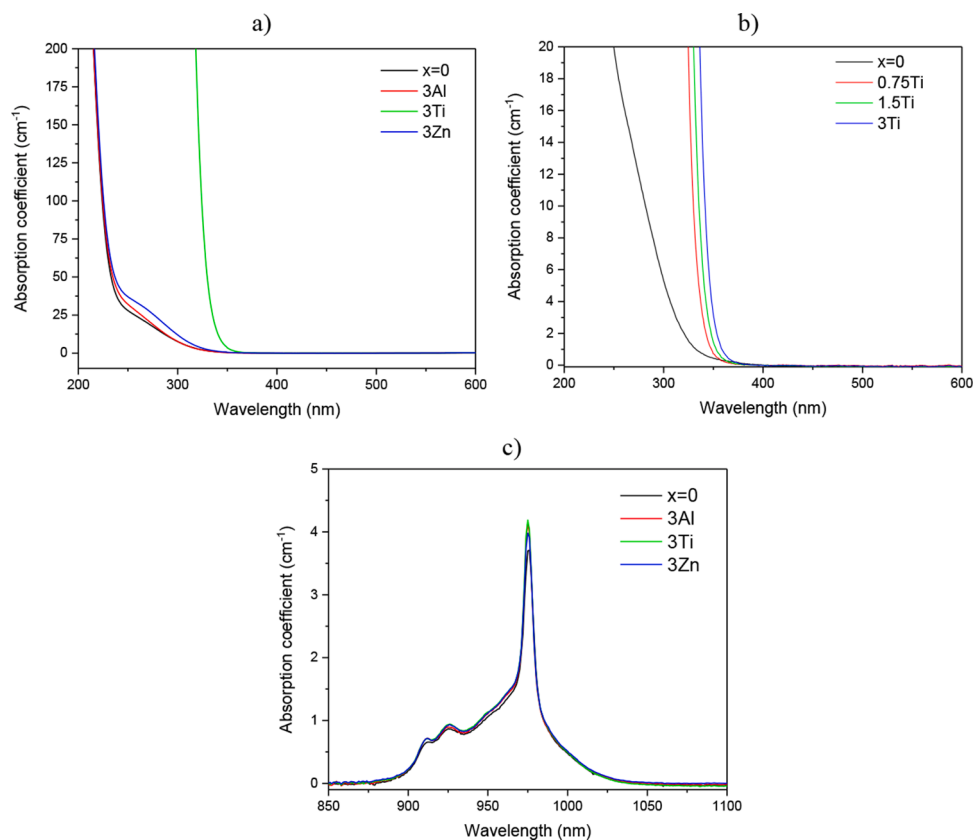 a)
200
175
150
125
100
75
50
25
0
Absorption coefficient (cm⁻¹)
x=0
3Al
3Ti
3Zn
200
300
400
500
600
Wavelength (nm)
b)
20
18
16
14
12
10
8
6
4
2
0
Absorption coefficient (cm⁻¹)
x=0
0.75Ti
1.5Ti
3Ti
200
300
400
500
600
Wavelength (nm)
c)
5
4
3
2
1
0
Absorption coefficient (cm⁻¹)
x=0
3Al
3Ti
3Zn
850
900
950
1000
1050
1100
Wavelength (nm)